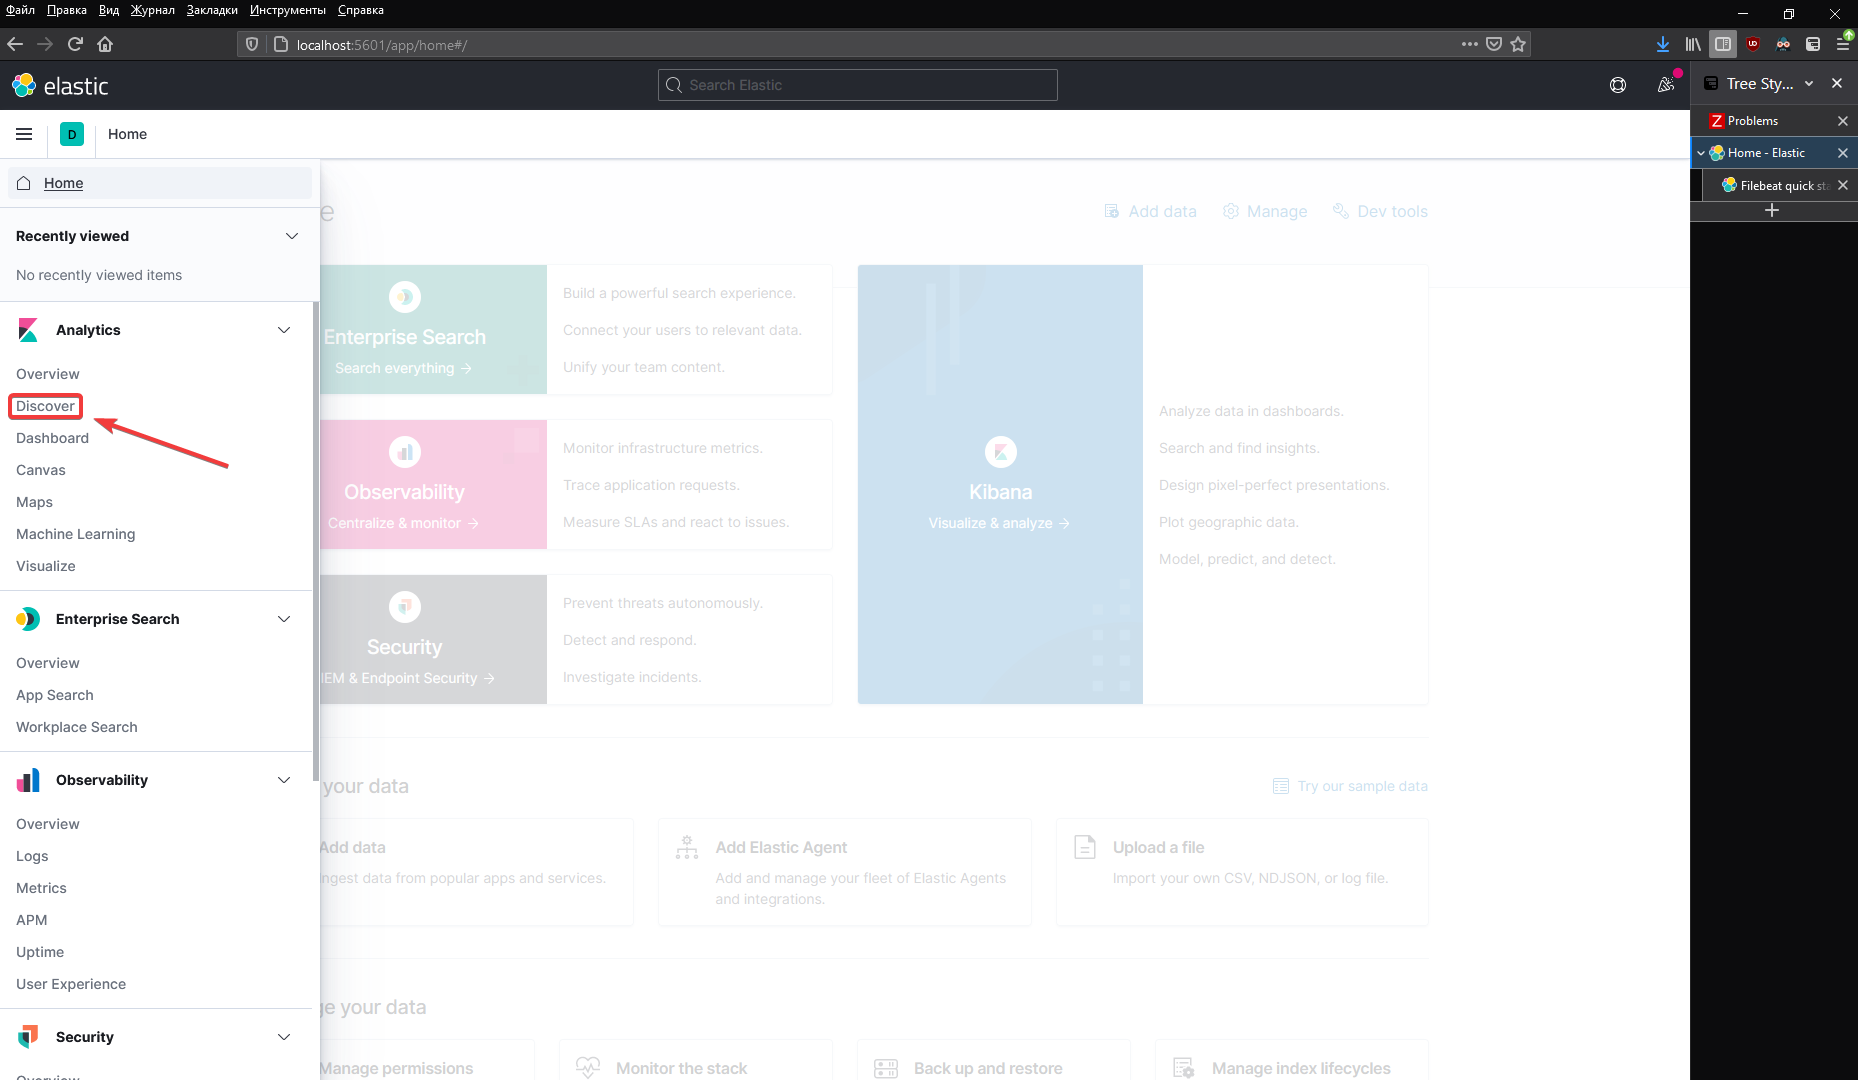 Файл Правка Вид Журнал Закладки Инструменты Справка
localhost:5601/app/home#/
elastic
Search Elastic
Tree Sty...
D
Home
Problems
Home - Elastic
Filebeat quick sta
Home
Recently viewed
No recently viewed items
Analytics
Overview
Discover
Dashboard
Canvas
Maps
Machine Learning
Visualize
Enterprise Search
Overview
App Search
Workplace Search
Observability
Overview
Logs
Metrics
APM
Uptime
User Experience
Security
Overview
e
Add data
Manage
Dev tools
Enterprise Search
Search everything →
Build a powerful search experience.
Connect your users to relevant data.
Unify your team content.
Observability
Centralize & monitor →
Monitor infrastructure metrics.
Trace application requests.
Measure SLAs and react to issues.
Security
IEM & Endpoint Security →
Prevent threats autonomously.
Detect and respond.
Investigate incidents.
Kibana
Visualize & analyze →
Analyze data in dashboards.
Search and find insights.
Design pixel-perfect presentations.
Plot geographic data.
Model, predict, and detect.
your data
Try our sample data
Add data
ngest data from popular apps and services.
Add Elastic Agent
Add and manage your fleet of Elastic Agents
and integrations.
Upload a file
Import your own CSV, NDJSON, or log file.
ge your data
Manage permissions
Monitor the stack
Back up and restore
Manage index lifecycles